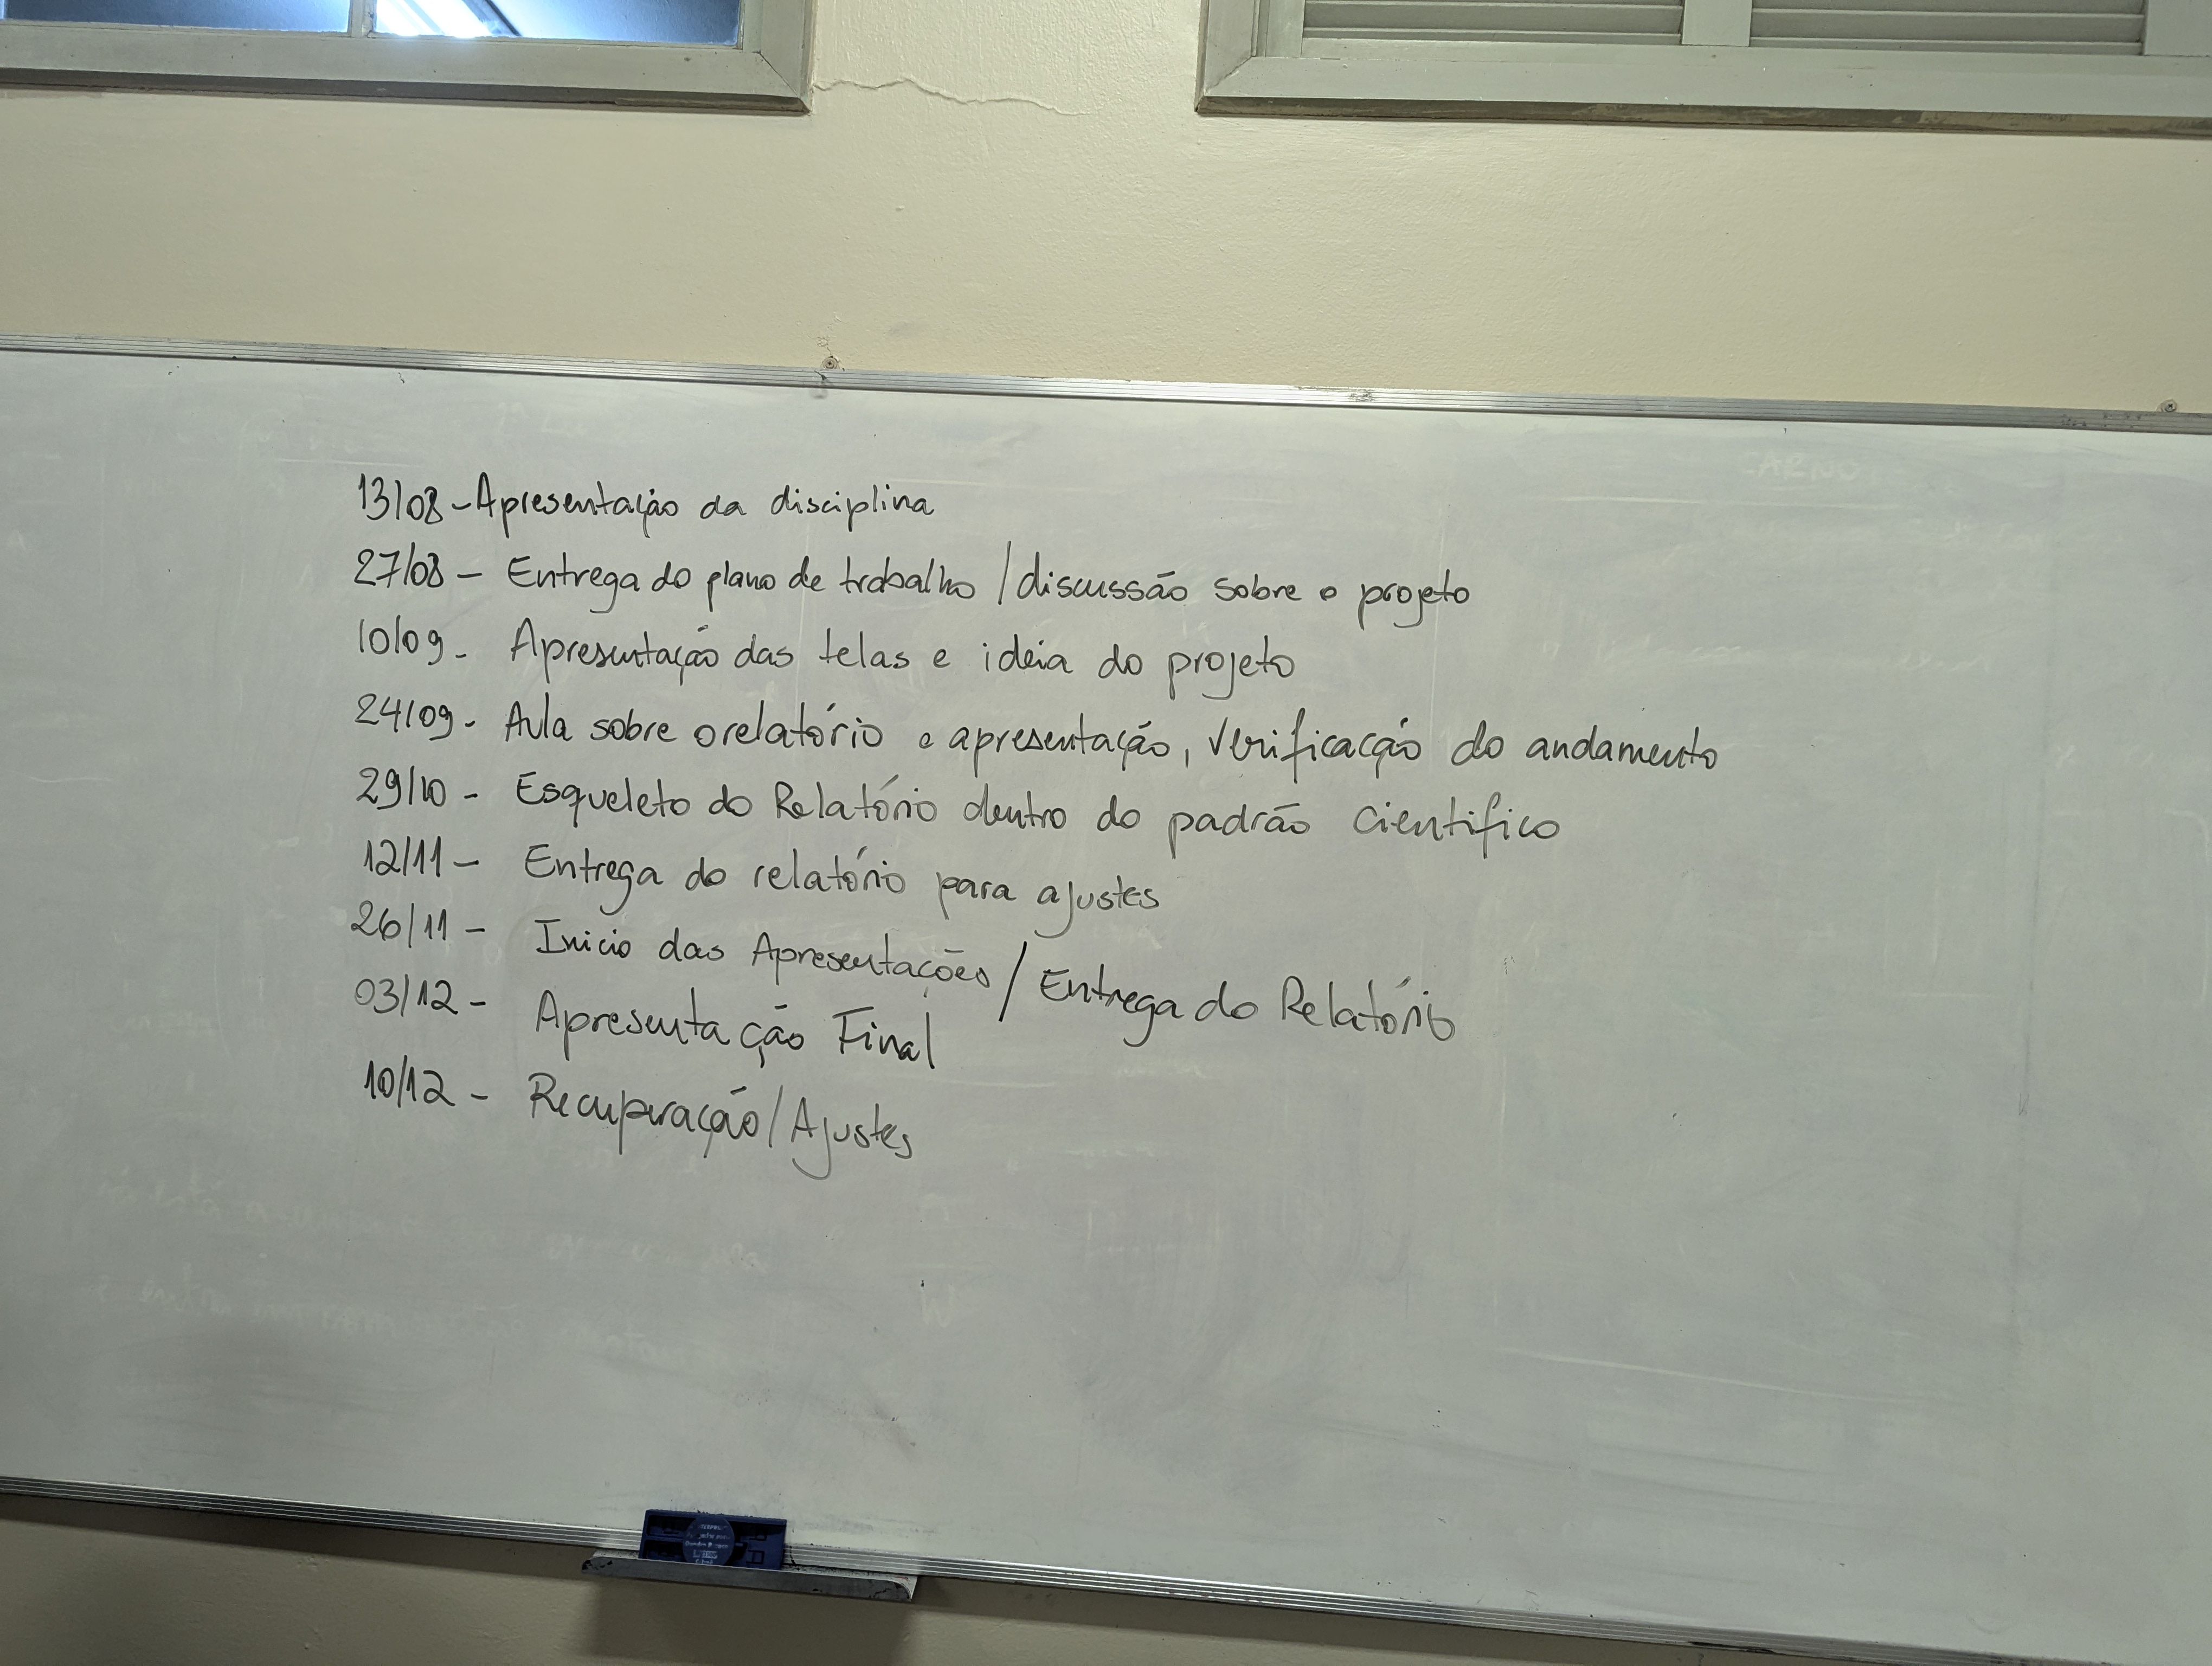 13/08 - Apresentação da disciplina
27/08 - Entrega do plano de trabalho / discussão sobre o projeto
10/09 - Apresentação das telas e ideia do projeto
24/09 - Aula sobre o relatório e apresentação, verificação do andamento
29/10 - Esqueleto do Relatório dentro do padrão cientifico
12/11 - Entrega do relatório para ajustes
26/11 - Inicio das Apresentações / Entrega do Relatório
03/12 - Apresentação Final
10/12 - Recuperação / Ajustes